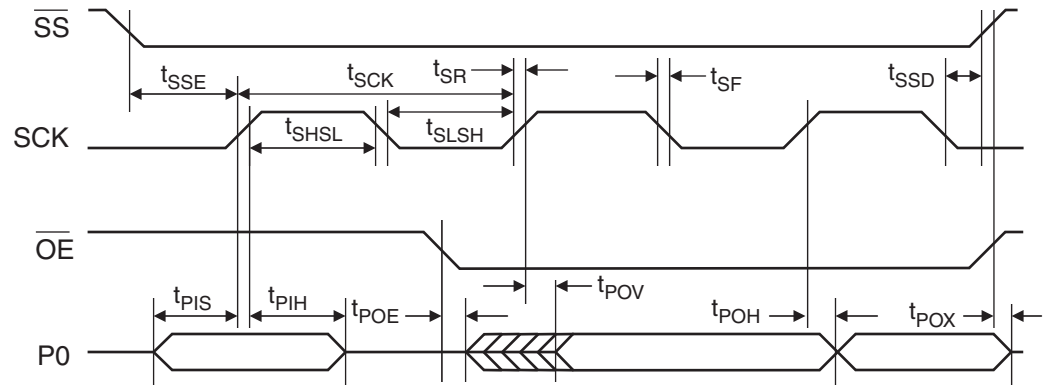 SS
tSSE tSCK tSR tSF tSSD
SCK tSHSL tSLSH
OE
tPIS tPIH tPOE tPOV tPOH tPOX
P0